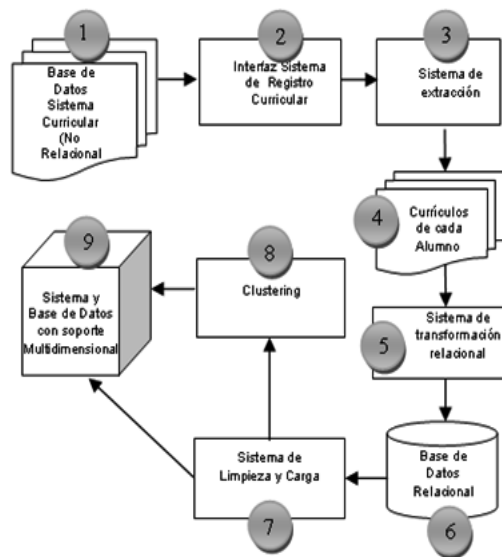 1
Base de
Datos
Sistema
Curricular
(No
Relacional
2
Interfaz Sistema
de Registro
Curricular
3
Sistema de
extracción
4
Currículos
de cada
Alumno
5
Sistema de
transformación
relacional
6
Base de
Datos
Relacional
7
Sistema de
Limpieza y Carga
8
Clustering
9
Sistema y
Base de Datos
con soporte
Multidimensional